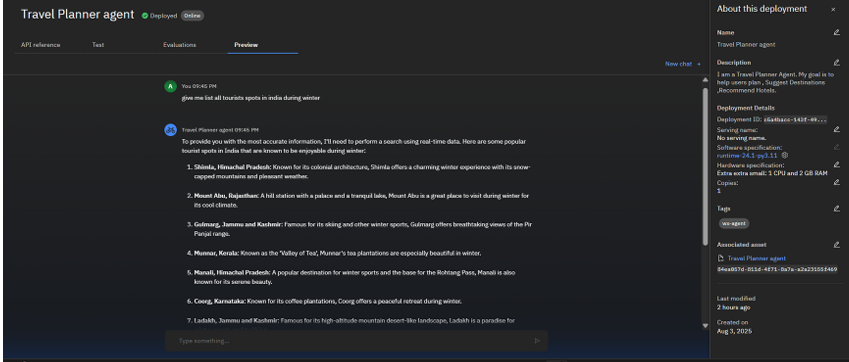 Travel Planner agent Deployed Online
API reference Test Evaluations Preview
New chat +
A You 09:45 PM
give me list all tourists spots in india during winter
Travel Planner agent 09:45 PM
To provide you with the most accurate information, I'll need to perform a search using real-time data. Here are some popular
tourist spots in India that are known to be enjoyable during winter:
1. Shimla, Himachal Pradesh: Known for its colonial architecture, Shimla offers a charming winter experience with its snow-
capped mountains and pleasant weather.
2. Mount Abu, Rajasthan: A hill station with a palace and a tranquil lake, Mount Abu is a great place to visit during winter for
its cool climate.
3. Gulmarg, Jammu and Kashmir: Famous for its skiing and other winter sports, Gulmarg offers breathtaking views of the Pir
Panjal range.
4. Munnar, Kerala: Known as the 'Valley of Tea', Munnar's tea plantations are especially beautiful in winter.
5. Manali, Himachal Pradesh: A popular destination for winter sports and the base for the Rohtang Pass, Manali is also
known for its serene beauty.
6. Coorg, Karnataka: Known for its coffee plantations, Coorg offers a peaceful retreat during winter.
7. Ladakh, Jammu and Kashmir: Famous for its high-altitude mountain desert-like landscape, Ladakh is a paradise for
Type something...
About this deployment
Name
Travel Planner agent
Description
I am a Travel Planner Agent. My goal is to
help users plan , Suggest Destinations
,Recommend Hotels.
Deployment Details
Deployment ID:
Serving name:
No serving name.
Software specification:
runtime-24.1-py3.11
Hardware specification:
Extra extra small: 1 CPU and 2 GB RAM
Copies:
1
Tags
wx-agent
Associated asset
Travel Planner agent
Last modified
2 hours ago
Created on
Aug 3, 2025